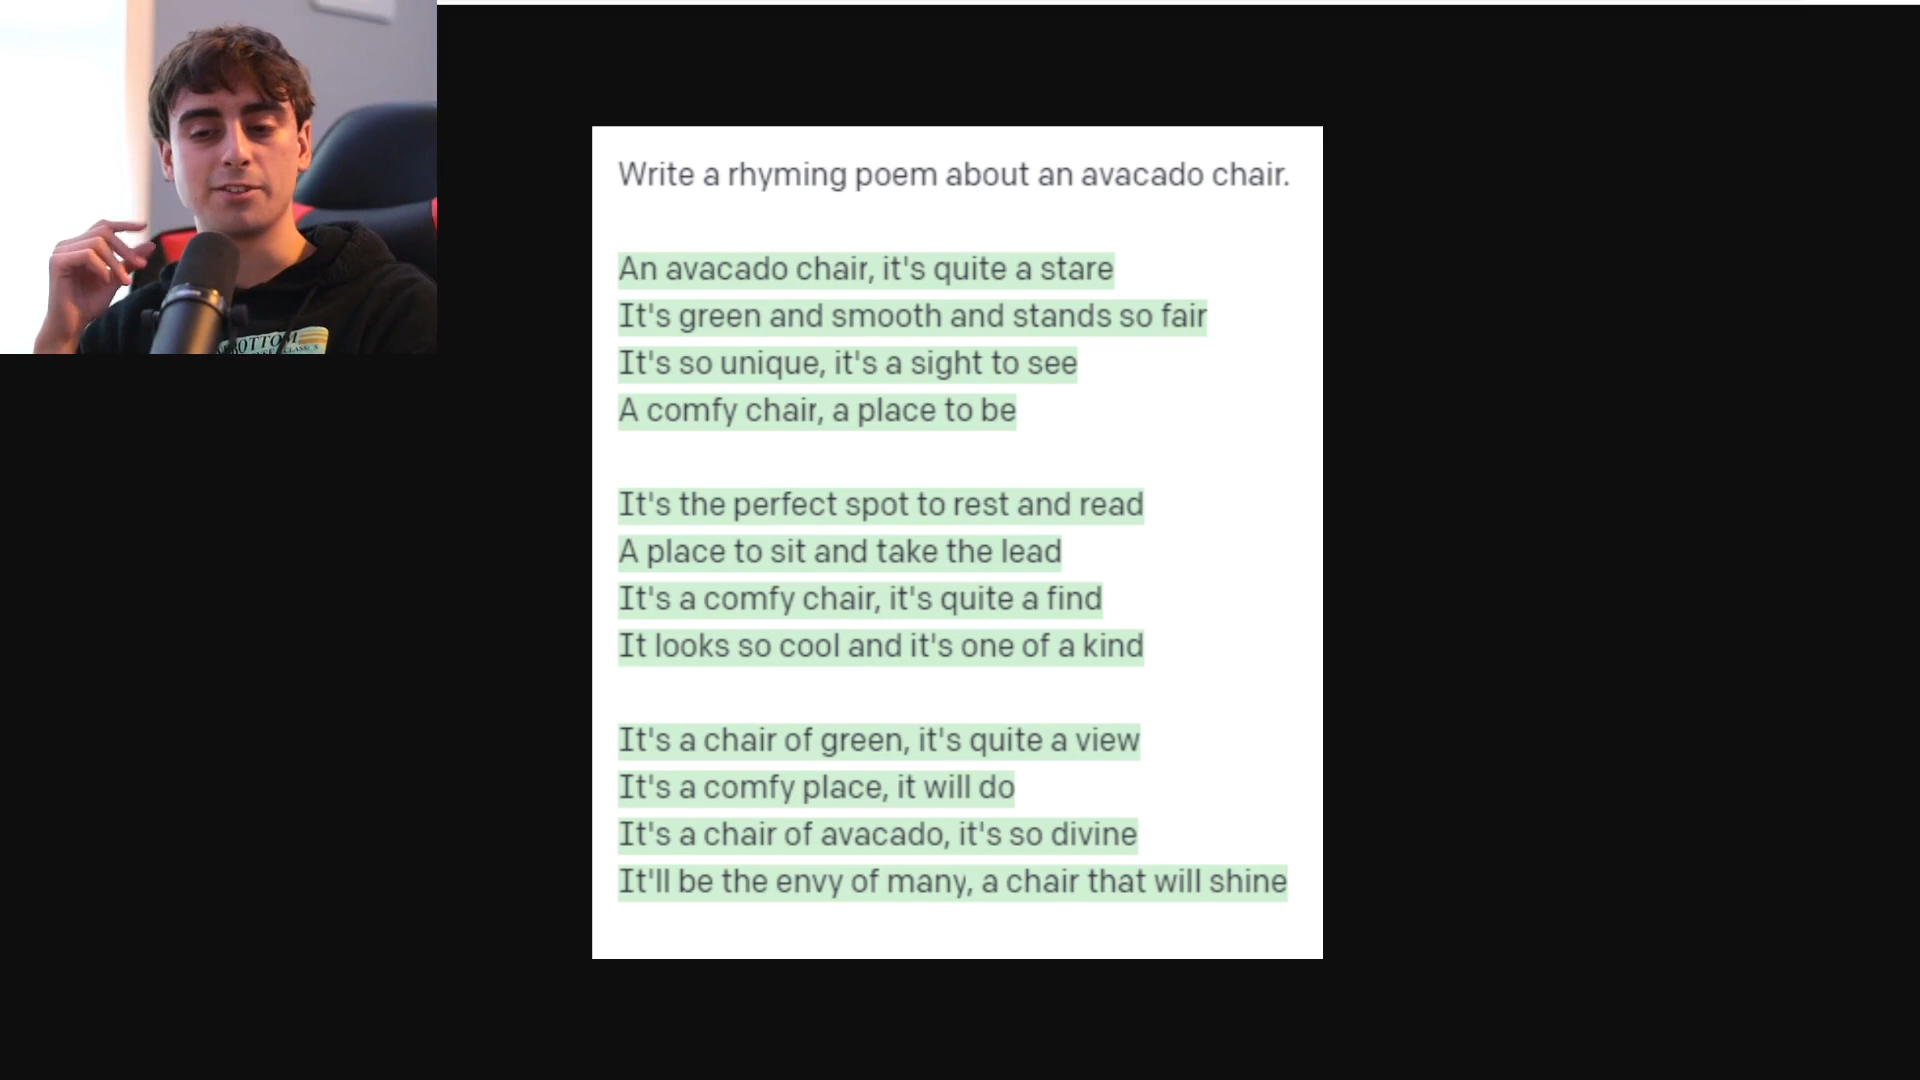 Write a rhyming poem about an avacado chair.
An avacado chair, it's quite a stare
It's green and smooth and stands so fair
It's so unique, it's a sight to see
A comfy chair, a place to be
It's the perfect spot to rest and read
A place to sit and take the lead
It's a comfy chair, it's quite a find
It looks so cool and it's one of a kind
It's a chair of green, it's quite a view
It's a comfy place, it will do
It's a chair of avacado, it's so divine
It'll be the envy of many, a chair that will shine
OTTOM
CLASSICS